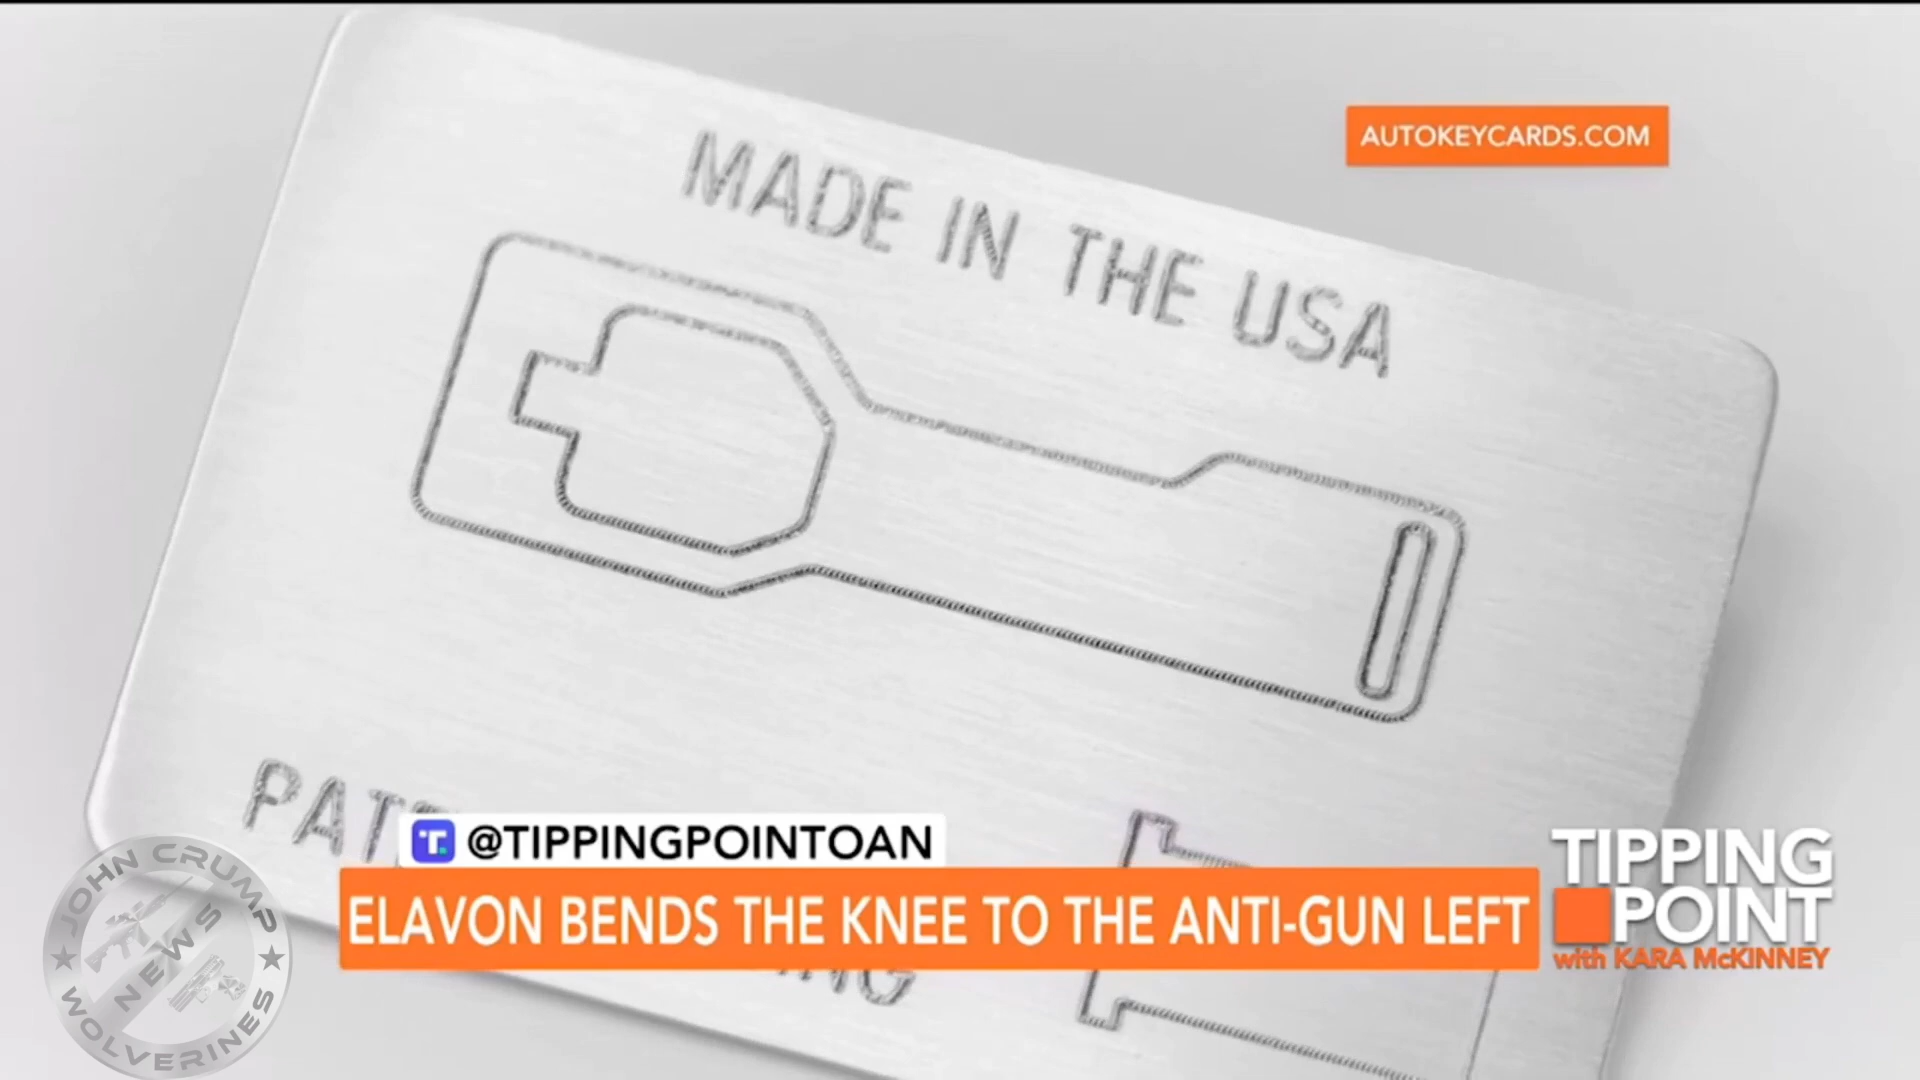 AUTOKEYCARDS.COM
MADE IN THE USA
T. @TIPPINGPOINTOAN
ELAVON BENDS THE KNEE TO THE ANTI-GUN LEFT
TIPPING
POINT
with KARA McKINNEY
JOHN CRUMP
NEWS
WOLVERINES